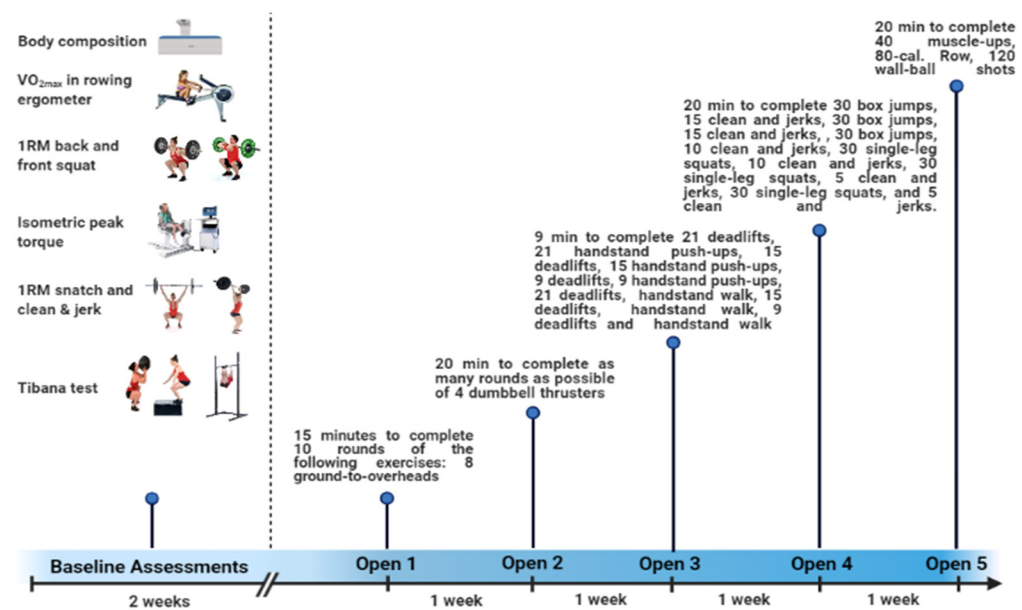 Body composition
VO2max in rowing
ergometer
1RM back and
front squat
Isometric peak
torque
1RM snatch and
clean & jerk
Tibana test
15 minutes to complete
10 rounds of the
following exercises: 8
ground-to-overheads
20 min to complete as
many rounds as possible
of 4 dumbbell thrusters
9 min to complete 21 deadlifts,
21 handstand push-ups, 15
deadlifts, 15 handstand push-ups,
9 deadlifts, 9 handstand push-ups,
21 deadlifts, handstand walk, 15
deadlifts, handstand walk, 9
deadlifts and handstand walk
20 min to complete 30 box jumps,
15 clean and jerks, 30 box jumps,
15 clean and jerks, , 30 box jumps,
10 clean and jerks, 30 single-leg
squats, 10 clean and jerks, 30
single-leg squats, 5 clean and
jerks, 30 single-leg squats, and 5
clean and jerks.
20 min to complete
40 muscle-ups,
80-cal. Row, 120
wall-ball shots
Baseline Assessments
Open 1
Open 2
Open 3
Open 4
Open 5
2 weeks
1 week
1 week
1 week
1 week